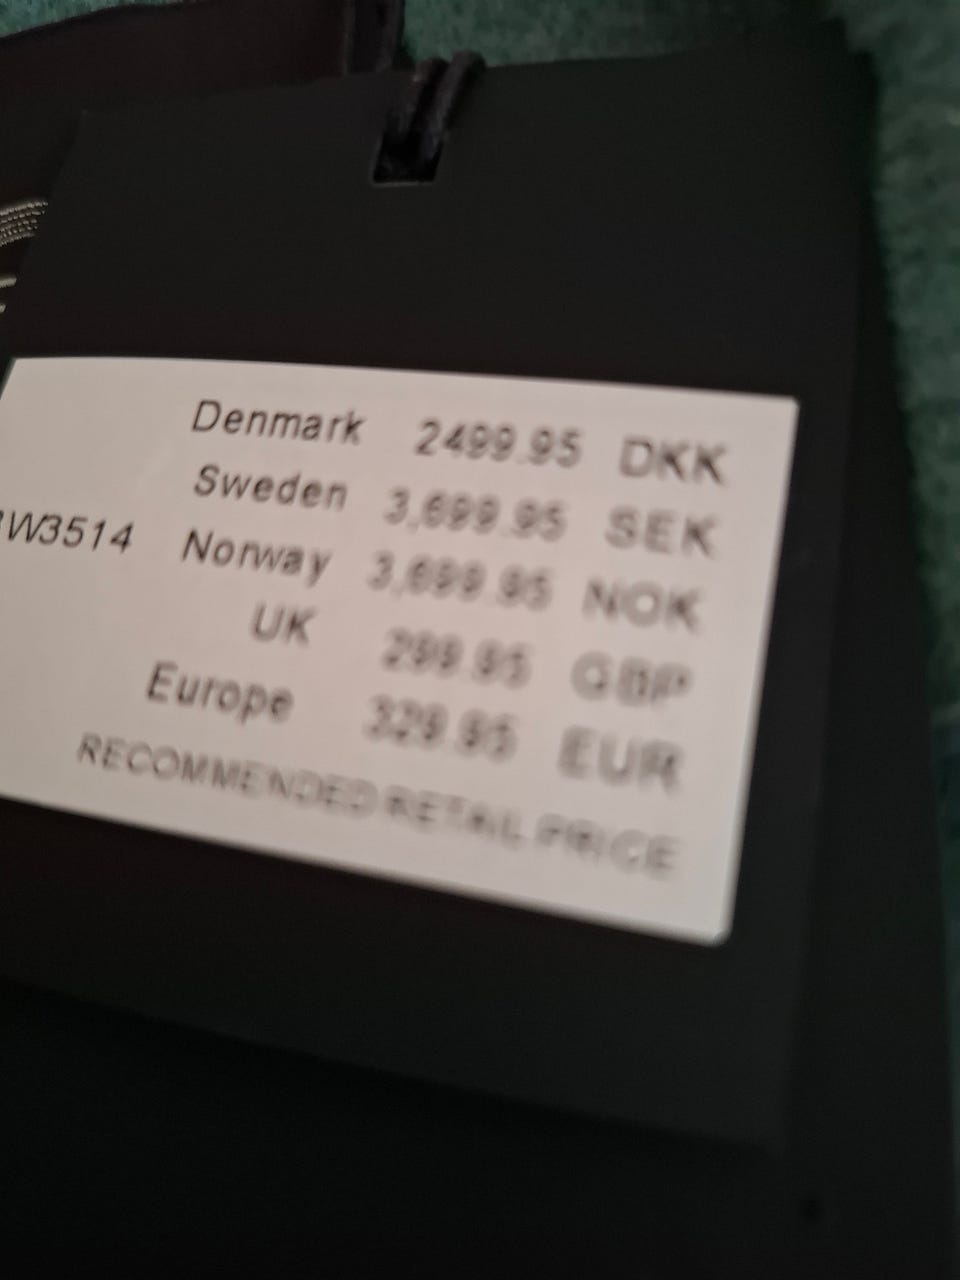 Denmark 2499.95 DKK
Sweden 3,699.95 SEK
W3514 Norway 3,699.95 NOK
UK 299.95 GBP
Europe 329.95 EUR
RECOMMENDED RETAIL PRICE